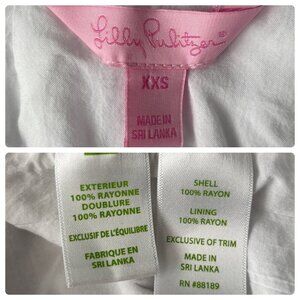 Lilly Pulitzer
XXS
MADE IN
SRI LANKA
EXTERIEUR
100% RAYONNE
DOUBLURE
100% RAYONNE
EXCLUSIF DE L'ÉQUILIBRE
FABRIQUÉ EN
SRI LANKA
SHELL
100% RAYON
LINING
100% RAYON
EXCLUSIVE OF TRIM
MADE IN
SRI LANKA
RN #88189